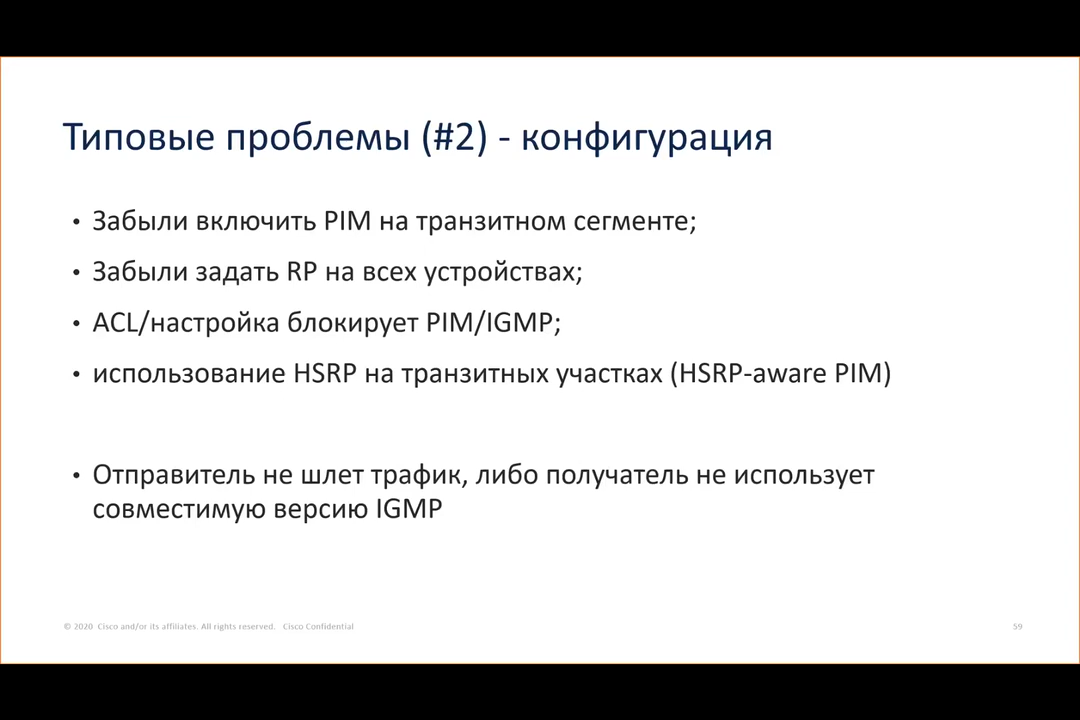 Типовые проблемы (#2) - конфигурация
• Забыли включить PIM на транзитном сегменте;
• Забыли задать RP на всех устройствах;
• ACL/настройка блокирует PIM/IGMP;
• использование HSRP на транзитных участках (HSRP-aware PIM)
• Отправитель не шлет трафик, либо получатель не использует
совместимую версию IGMP
© 2020 Cisco and/or its affiliates. All rights reserved. Cisco Confidential
59